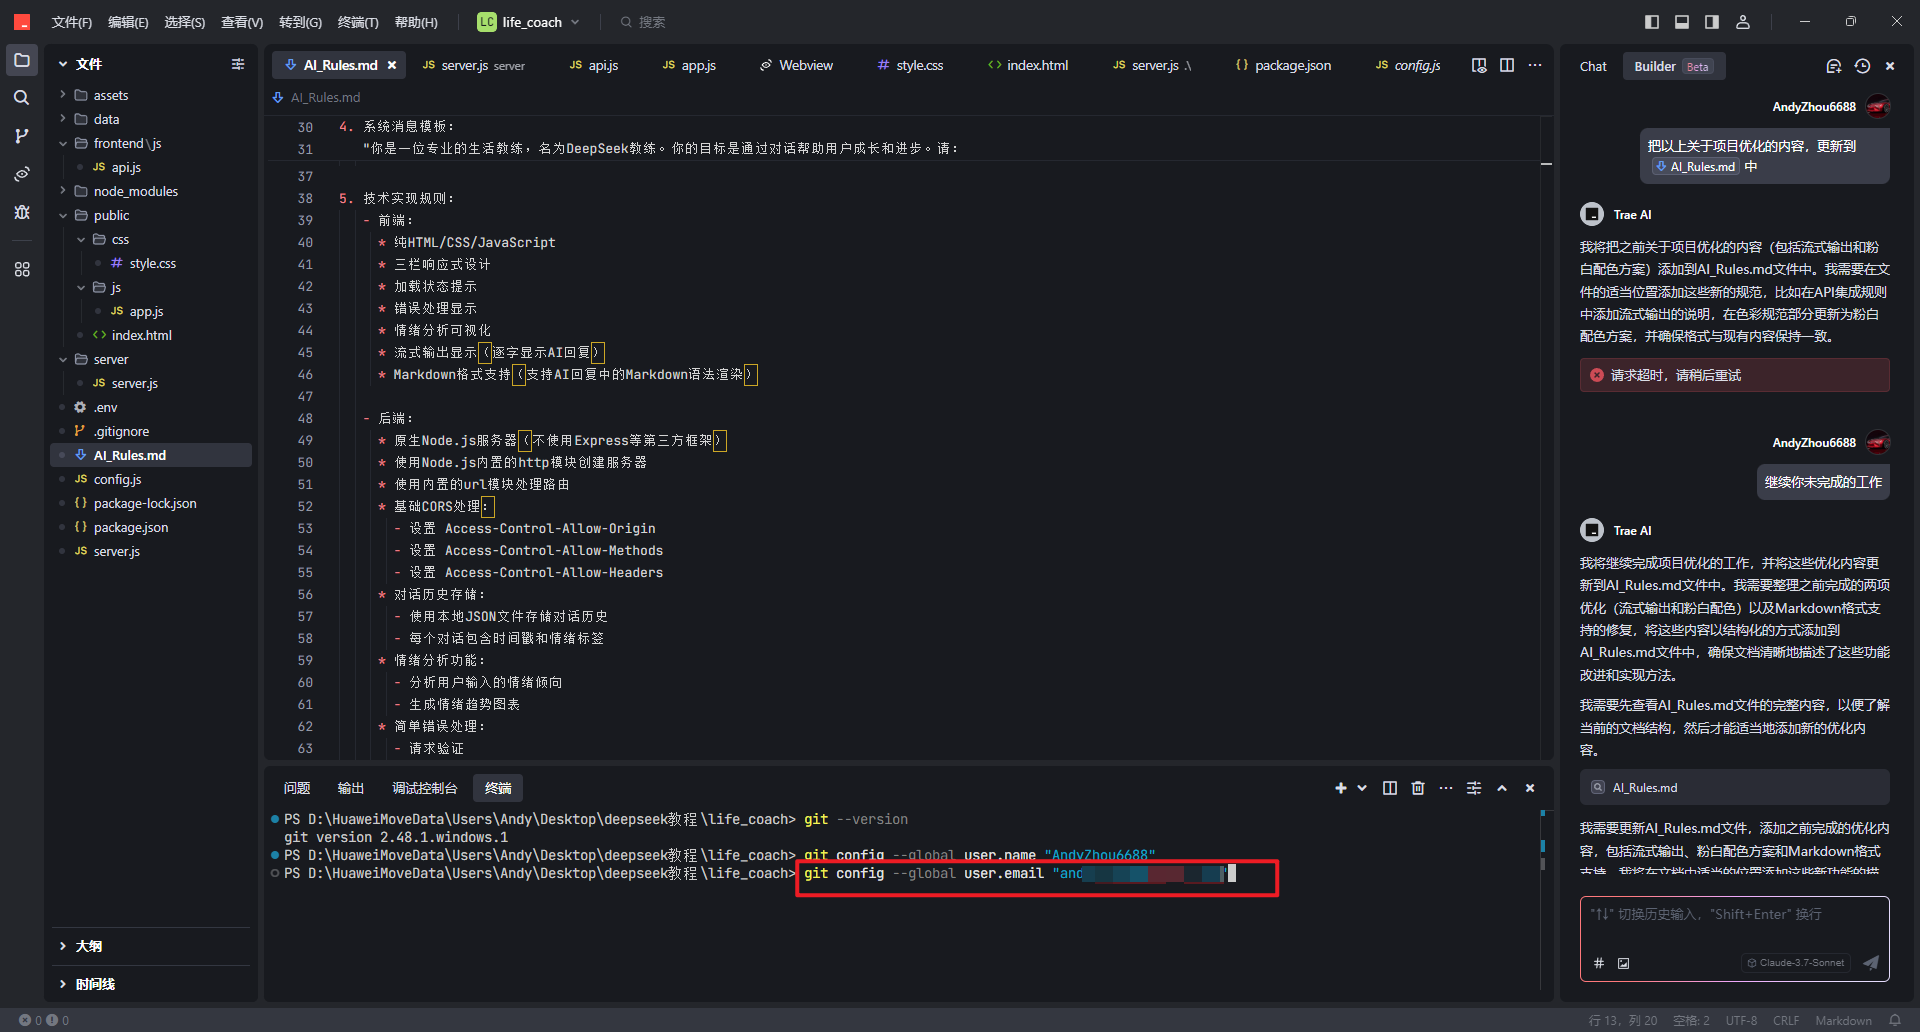 文件(F) 编辑(E) 选择(S) 查看(V) 转到(G) 终端(T) 帮助(H) LC life_coach 搜索
文件
assets
data
frontend\js
JS api.js
node_modules
public
css
# style.css
js
JS app.js
<> index.html
server
JS server.js
.env
.gitignore
AI_Rules.md
JS config.js
{} package-lock.json
{} package.json
JS server.js
大纲
时间线
AI_Rules.md × JS server.js server JS api.js JS app.js Webview # style.css <> index.html JS server.js .\ {} package.json JS config.js ···
AI_Rules.md
30 4. 系统消息模板:
31 "你是一位专业的生活教练,名为DeepSeek教练。你的目标是通过对话帮助用户成长和进步。请:
37
38 5. 技术实现规则:
39 - 前端:
40 * 纯HTML/CSS/JavaScript
41 * 三栏响应式设计
42 * 加载状态提示
43 * 错误处理显示
44 * 情绪分析可视化
45 * 流式输出显示（逐字显示AI回复）
46 * Markdown格式支持（支持AI回复中的Markdown语法渲染）
47
48 - 后端:
49 * 原生Node.js服务器（不使用Express等第三方框架）
50 * 使用Node.js内置的http模块创建服务器
51 * 使用内置的url模块处理路由
52 * 基础CORS处理：
53 - 设置 Access-Control-Allow-Origin
54 - 设置 Access-Control-Allow-Methods
55 - 设置 Access-Control-Allow-Headers
56 * 对话历史存储:
57 - 使用本地JSON文件存储对话历史
58 - 每个对话包含时间戳和情绪标签
59 * 情绪分析功能:
60 - 分析用户输入的情绪倾向
61 - 生成情绪趋势图表
62 * 简单错误处理:
63 - 请求验证
问题 输出 调试控制台 终端
PS D:\HuaweiMoveData\Users\Andy\Desktop\deepseek教程\life_coach> git --version
git version 2.48.1.windows.1
PS D:\HuaweiMoveData\Users\Andy\Desktop\deepseek教程\life_coach> git config --global user.name "AndyZhou6688"
PS D:\HuaweiMoveData\Users\Andy\Desktop\deepseek教程\life_coach> git config --global user.email "and
Chat Builder Beta
AndyZhou6688
把以上关于项目优化的内容，更新到
AI_Rules.md 中
Trae AI
我将把之前关于项目优化的内容（包括流式输出和粉
白配色方案）添加到AI_Rules.md文件中。我需要在文
件的适当位置添加这些新的规范，比如在API集成规则
中添加流式输出的说明，在色彩规范部分更新为粉白
配色方案，并确保格式与现有内容保持一致。
请求超时，请稍后重试
AndyZhou6688
继续你未完成的工作
Trae AI
我将继续完成项目优化的工作，并将这些优化内容更
新到AI_Rules.md文件中。我需要整理之前完成的两项
优化（流式输出和粉白配色）以及Markdown格式支
持的修复，将这些内容以结构化的方式添加到
AI_Rules.md文件中，确保文档清晰地描述了这些功能
改进和实现方法。
我需要先查看AI_Rules.md文件的完整内容，以便了解
当前的文档结构，然后才能适当地添加新的优化内
容。
AI_Rules.md
我需要更新AI_Rules.md文件，添加之前完成的优化内
容，包括流式输出、粉白配色方案和Markdown格式
支持。我将在文档中适当的位置添加这些新功能的描
"↑↓" 切换历史输入，"Shift+Enter" 换行
# Claude-3.7-Sonnet
0 0
行 13，列 20 空格: 2 UTF-8 CRLF Markdown